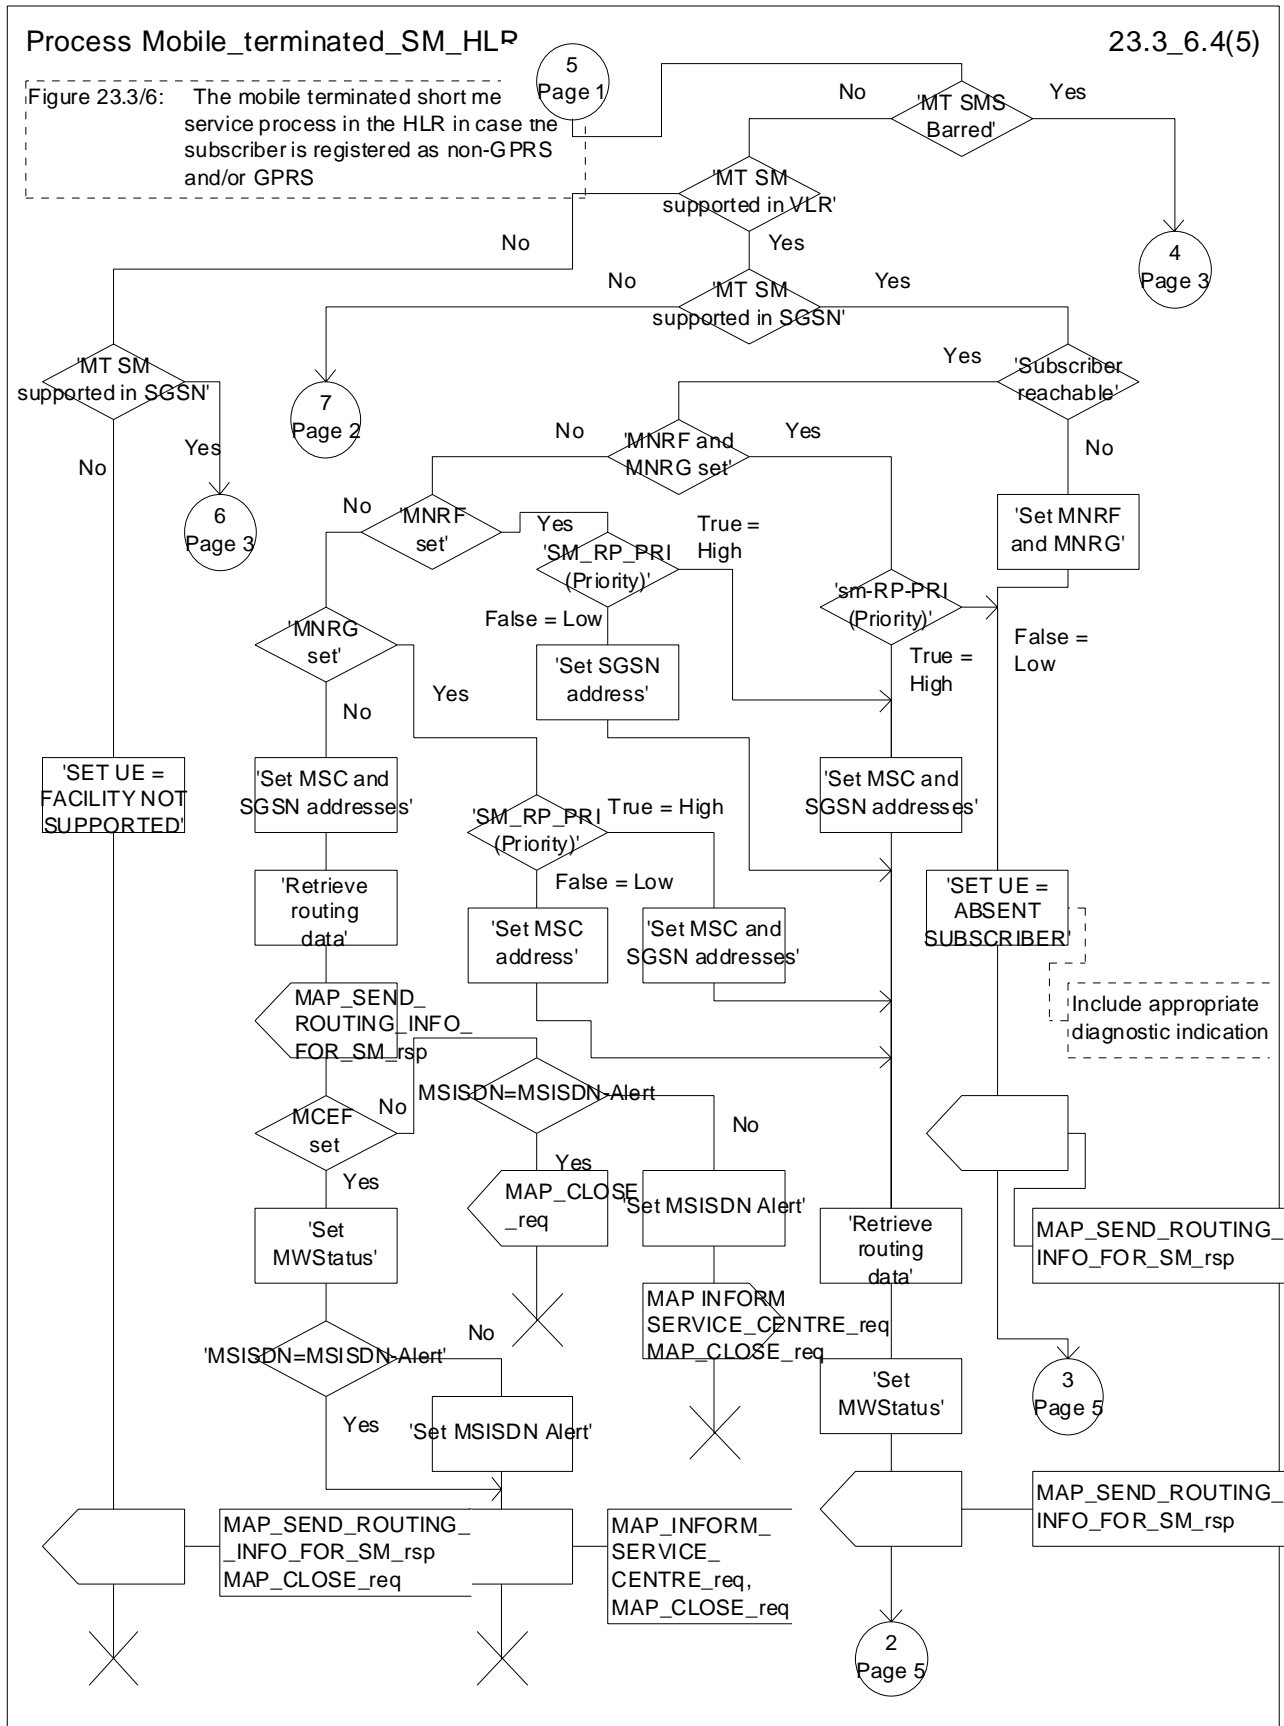 Process Mobile_terminated_SM_HLR
23.3_6.4(5)
5
Page 1
Figure 23.3/6: The mobile terminated short me
service process in the HLR in case the
subscriber is registered as non-GPRS
and/or GPRS
No
'MT SMS
Barred'
Yes
'MT SM
supported in VLR'
No
Yes
4
Page 3
No
'MT SM
supported in SGSN'
Yes
'MT SM
supported in SGSN'
7
Page 2
Yes
'Subscriber
reachable'
No
Yes
No
'MNRF and
MNRG set'
Yes
No
6
Page 3
No
'MNRF
set'
Yes
'SM_RP_PRI
(Priority)'
True =
High
'Set MNRF
and MNRG'
'sm-RP-PRI
(Priority)'
False = Low
'MNRG
set'
'Set SGSN
address'
True =
High
False =
Low
Yes
No
'SET UE =
FACILITY NOT
SUPPORTED'
'Set MSC and
SGSN addresses'
'SM_RP_PRI
(Priority)'
True = High
'Set MSC and
SGSN addresses'
False = Low
'Retrieve
routing
data'
'Set MSC
address'
'Set MSC and
SGSN addresses'
'SET UE =
ABSENT
SUBSCRIBER'
Include appropriate
diagnostic indication
MAP_SEND_
ROUTING_INFO_
FOR_SM_rsp
MCEF
set
No
MSISDN=MSISDN-Alert
No
Yes
Yes
MAP_CLOSE
_req
'Set MSISDN Alert'
'Set
MWStatus'
'Retrieve
routing
data'
MAP_SEND_ROUTING_
INFO_FOR_SM_rsp
MAP INFORM
SERVICE_CENTRE_req
MAP_CLOSE_req
'MSISDN=MSISDN-Alert'
No
Yes
'Set MSISDN Alert'
'Set
MWStatus'
3
Page 5
MAP_SEND_ROUTING_
_INFO_FOR_SM_rsp
MAP_CLOSE_req
MAP_INFORM_
SERVICE_
CENTRE_req,
MAP_CLOSE_req
MAP_SEND_ROUTING_
INFO_FOR_SM_rsp
2
Page 5